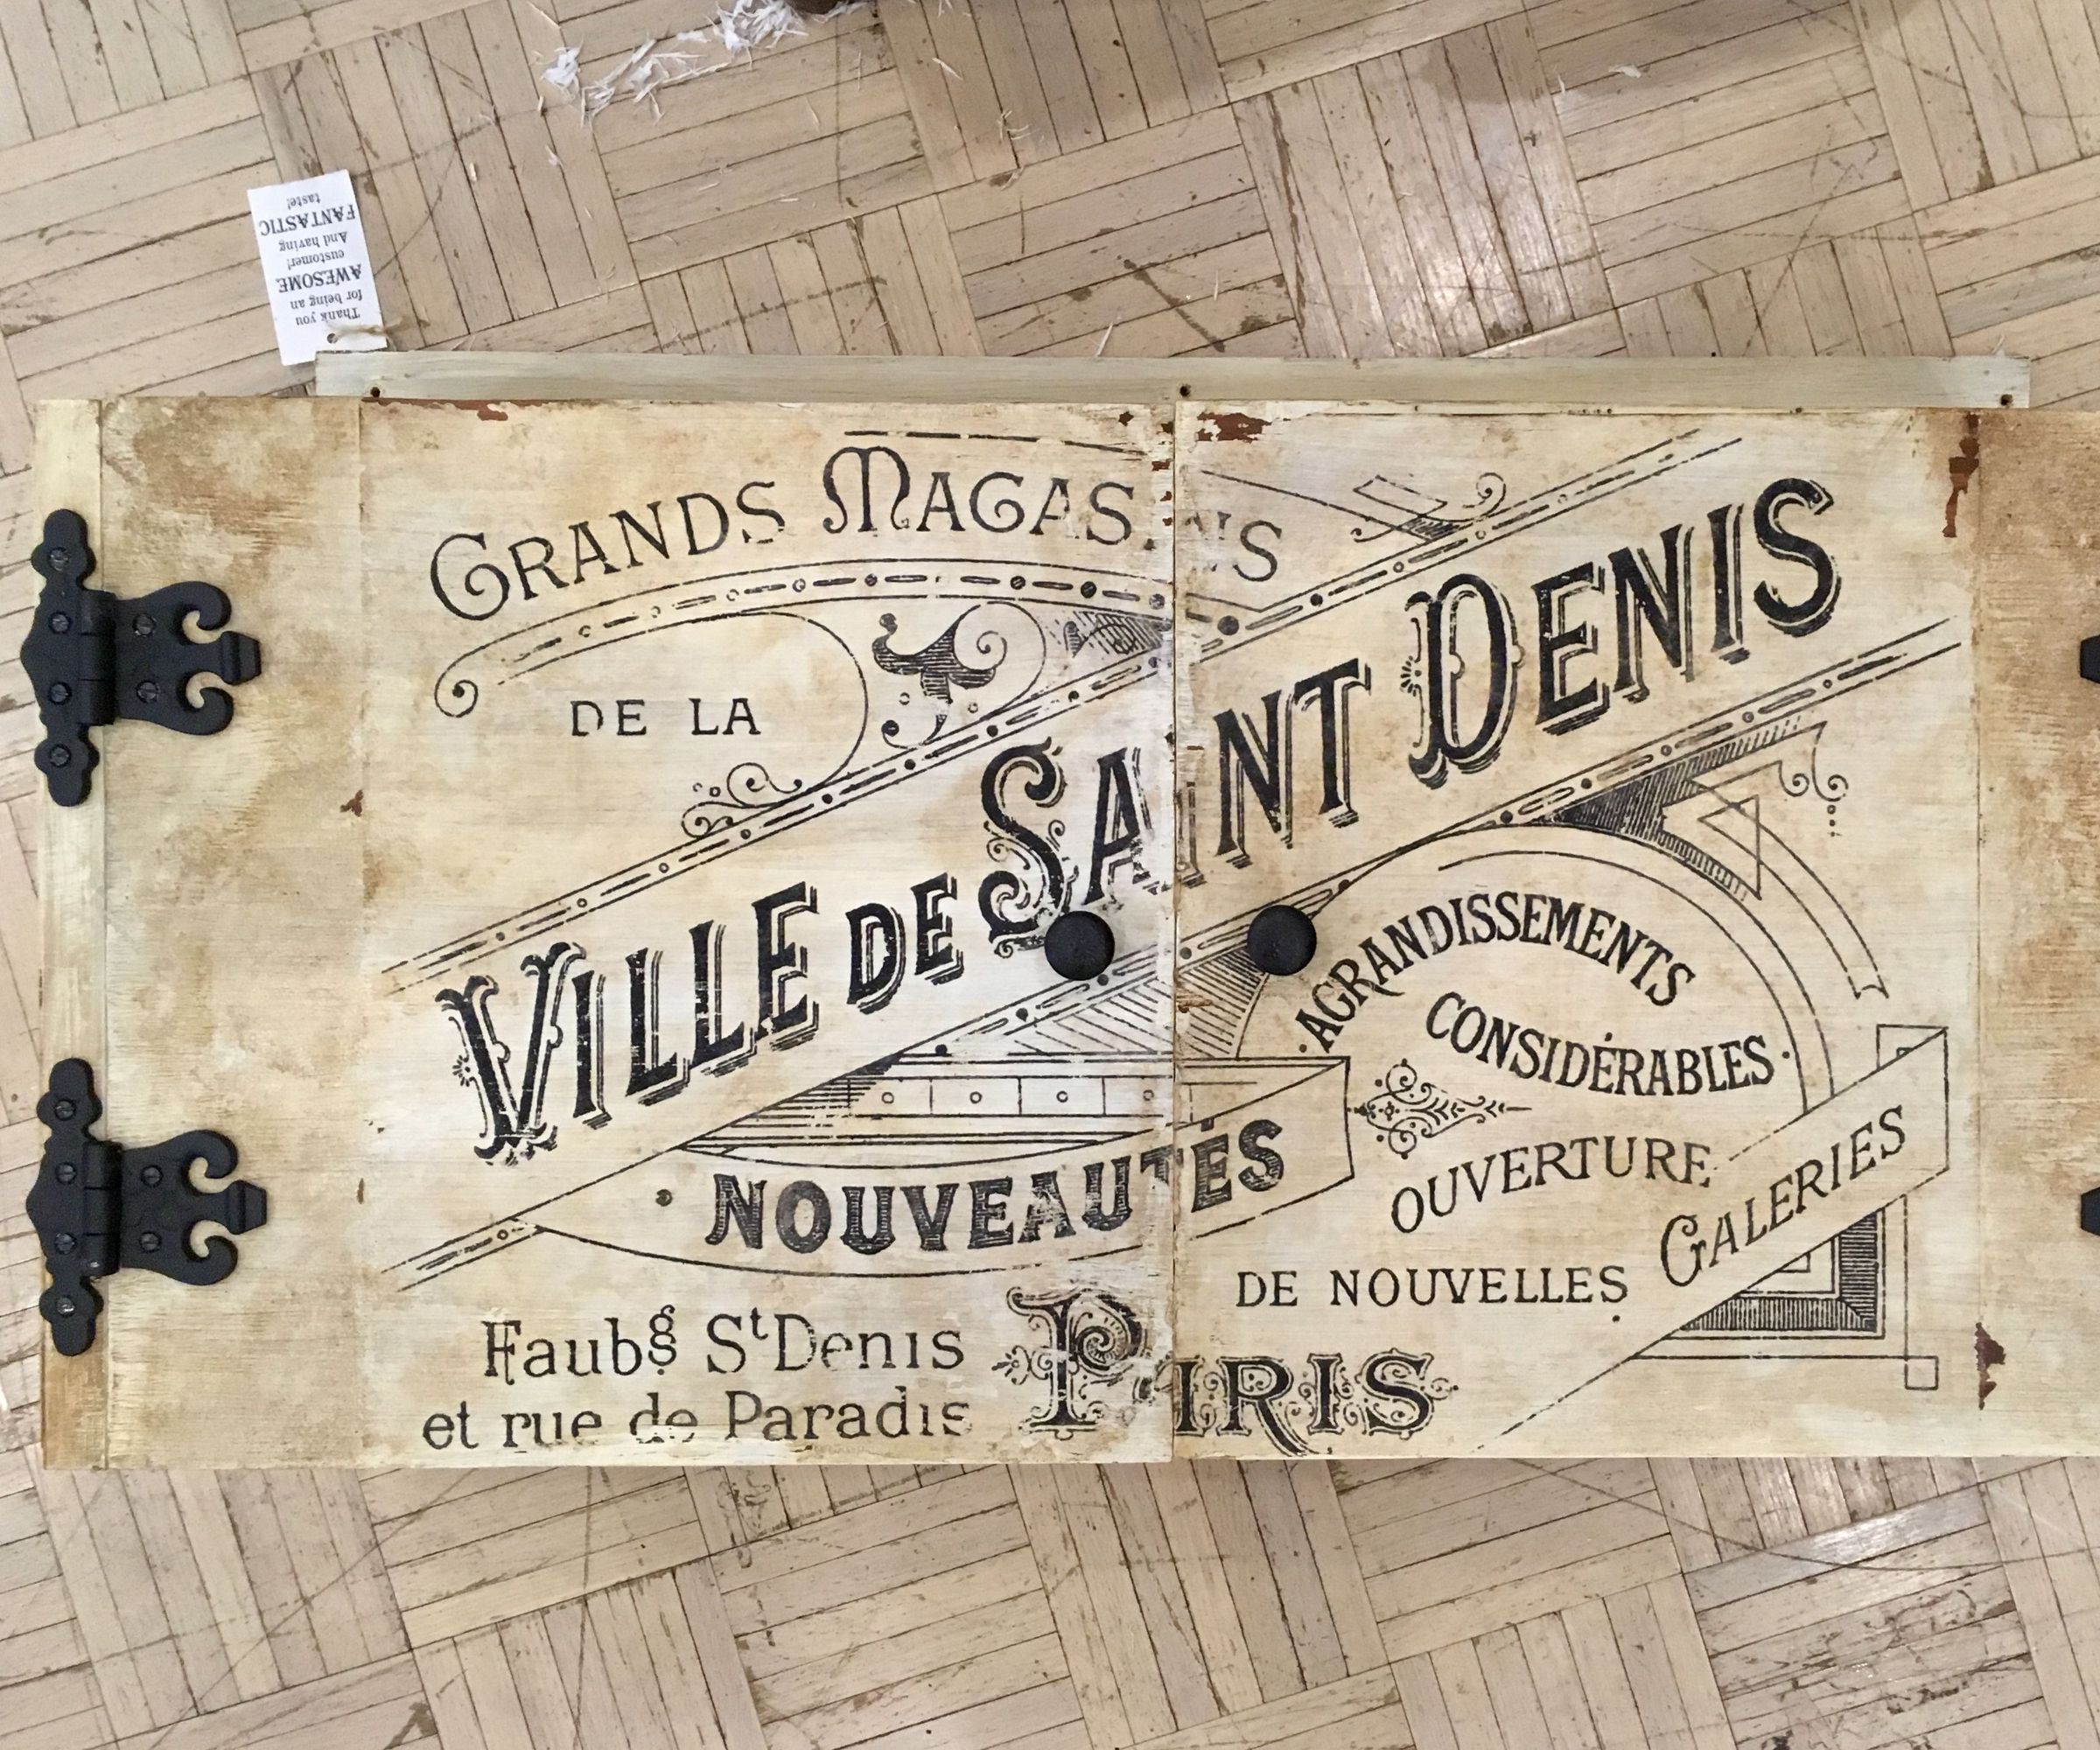 Thank you
for being an
AWESOME
customer!
And having
FANTASTIC
taste!
GRANDS MAGASINS
DE LA
VILLE DE SAINT DENIS
NOUVEAUTÉS
Faubg St Denis
et rue de Paradis
PARIS
AGRANDISSEMENTS
CONSIDÉRABLES
OUVERTURE
DE NOUVELLES GALERIES